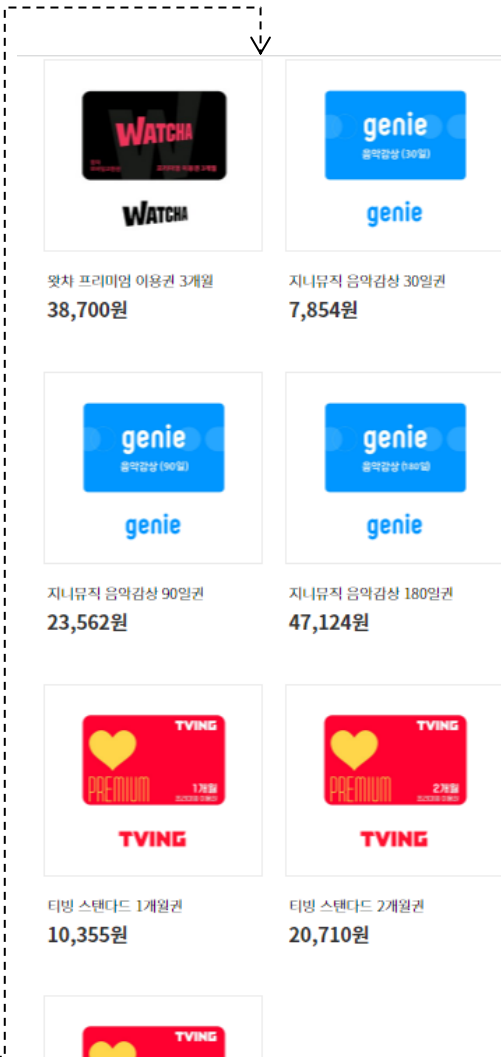 WATCHA
WATCHA
왓챠 프리미엄 이용권 3개월
38,700원
genie
음악감상 (30일)
genie
지니뮤직 음악감상 30일권
7,854원
genie
음악감상 (90일)
genie
지니뮤직 음악감상 90일권
23,562원
genie
음악감상 (180일)
genie
지니뮤직 음악감상 180일권
47,124원
TVING
PREMIUM
1개월
TVING
티빙 스탠다드 1개월권
10,355원
TVING
PREMIUM
2개월
TVING
티빙 스탠다드 2개월권
20,710원
TVING